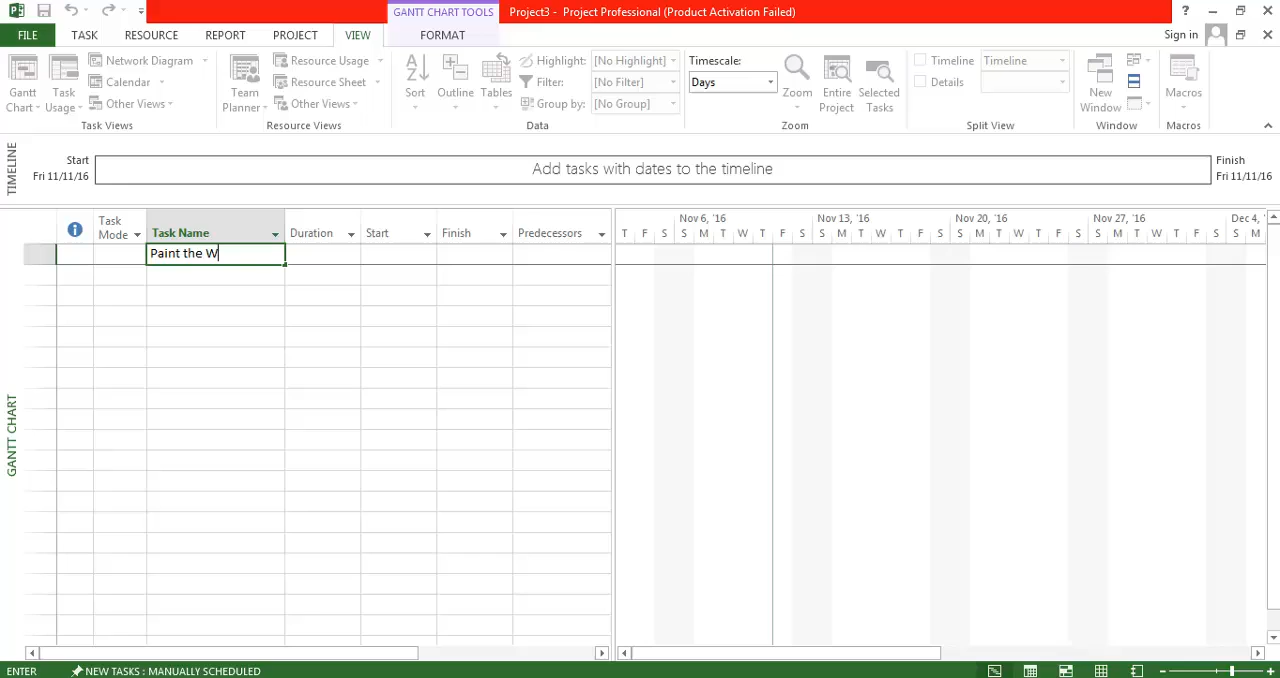 GANTT CHART TOOLS
Project3 - Project Professional (Product Activation Failed)
FILE TASK RESOURCE REPORT PROJECT VIEW FORMAT Sign in
Gantt Chart
Task Usage
Network Diagram
Calendar
Other Views
Task Views
Team Planner
Resource Usage
Resource Sheet
Other Views
Resource Views
Sort
Outline
Tables
Highlight: [No Highlight]
Filter: [No Filter]
Group by: [No Group]
Data
Timescale:
Days
Zoom
Entire Project
Selected Tasks
Zoom
Timeline Timeline
Details
Split View
New Window
Window
Macros
Macros
TIMELINE
Start
Fri 11/11/16
Add tasks with dates to the timeline
Finish
Fri 11/11/16
GANTT CHART
Task Mode Task Name Duration Start Finish Predecessors
Paint the W
Nov 6, '16 Nov 13, '16 Nov 20, '16 Nov 27, '16 Dec 4, '
T F S S M T W T F S S M T W T F S S M T W T F S S M T W T F S S M
ENTER NEW TASKS : MANUALLY SCHEDULED